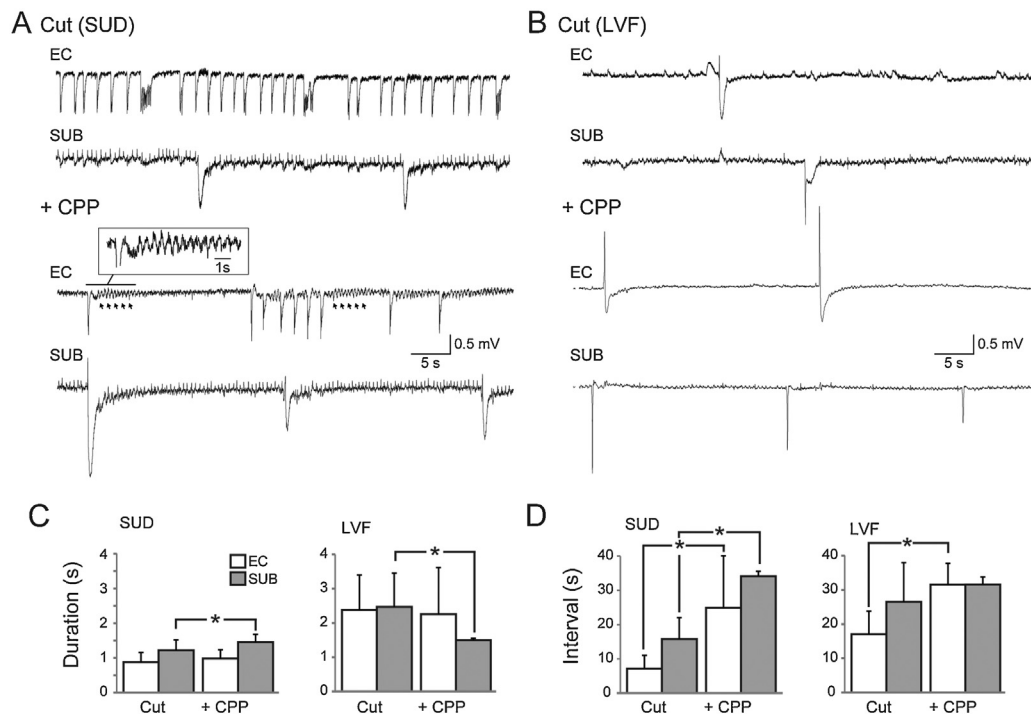 A Cut (SUD)
EC
SUB
+ CPP
1s
EC
0.5 mV
5 s
SUB
B Cut (LVF)
EC
SUB
+ CPP
EC
0.5 mV
5 s
SUB
C
SUD
Duration (s)
4
3
2
1
0
*
EC
SUB
Cut + CPP
LVF
4
3
2
1
0
*
Cut + CPP
D
SUD
Interval (s)
40
30
20
10
0
*
*
Cut + CPP
LVF
40
30
20
10
0
*
Cut + CPP